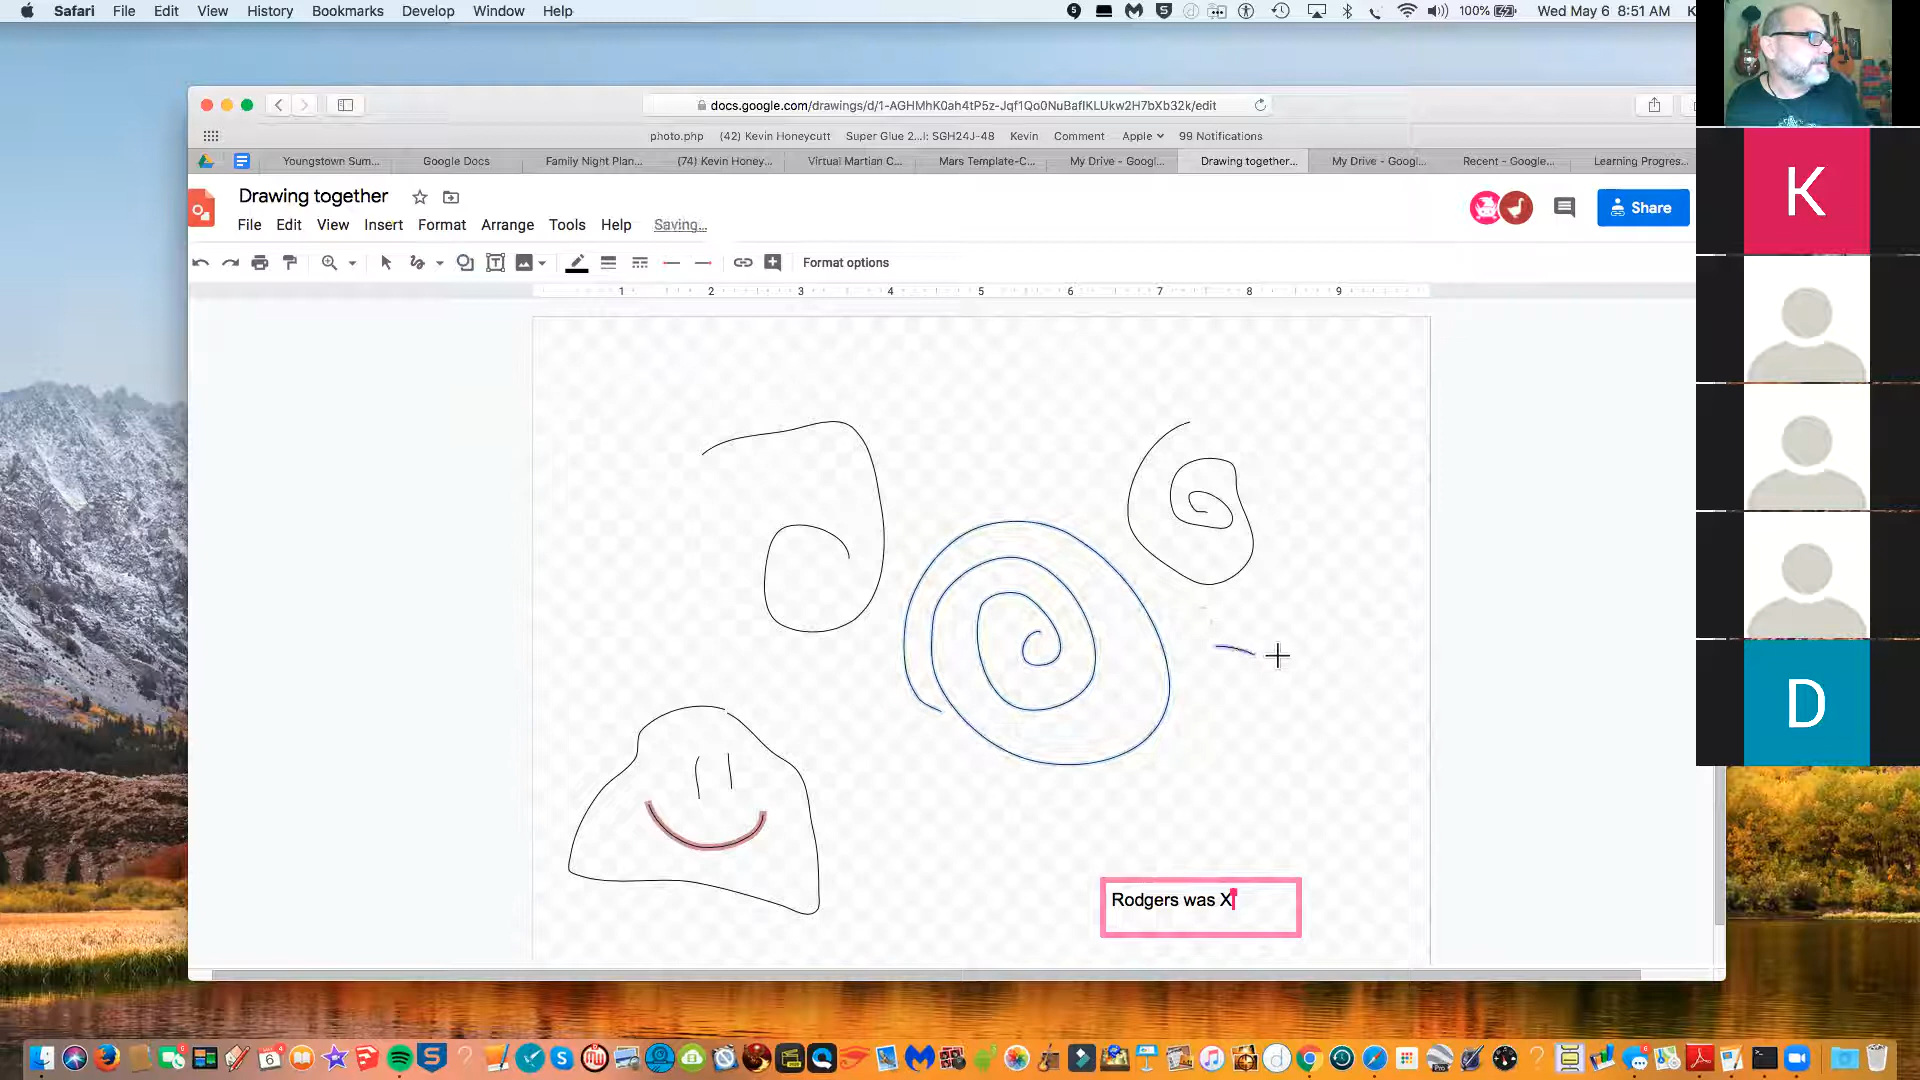 Safari File Edit View History Bookmarks Develop Window Help 100% Wed May 6 8:51 AM K
docs.google.com/drawings/d/1-AGHMhK0ah4tP5z-Jqf1Qo0NuBafIKLUkw2H7bXb32k/edit
photo.php (42) Kevin Honeycutt Super Glue 2...l: SGH24J-48 Kevin Comment Apple 99 Notifications
Youngstown Sum... Google Docs Family Night Plan... (74) Kevin Honey... Virtual Martian C... Mars Template-C... My Drive - Googl... Drawing together... My Drive - Googl... Recent - Google... Learning Progres...
Drawing together
Share
File Edit View Insert Format Arrange Tools Help Saving...
Format options
1 2 3 4 5 6 7 8 9
Rodgers was X
K
D